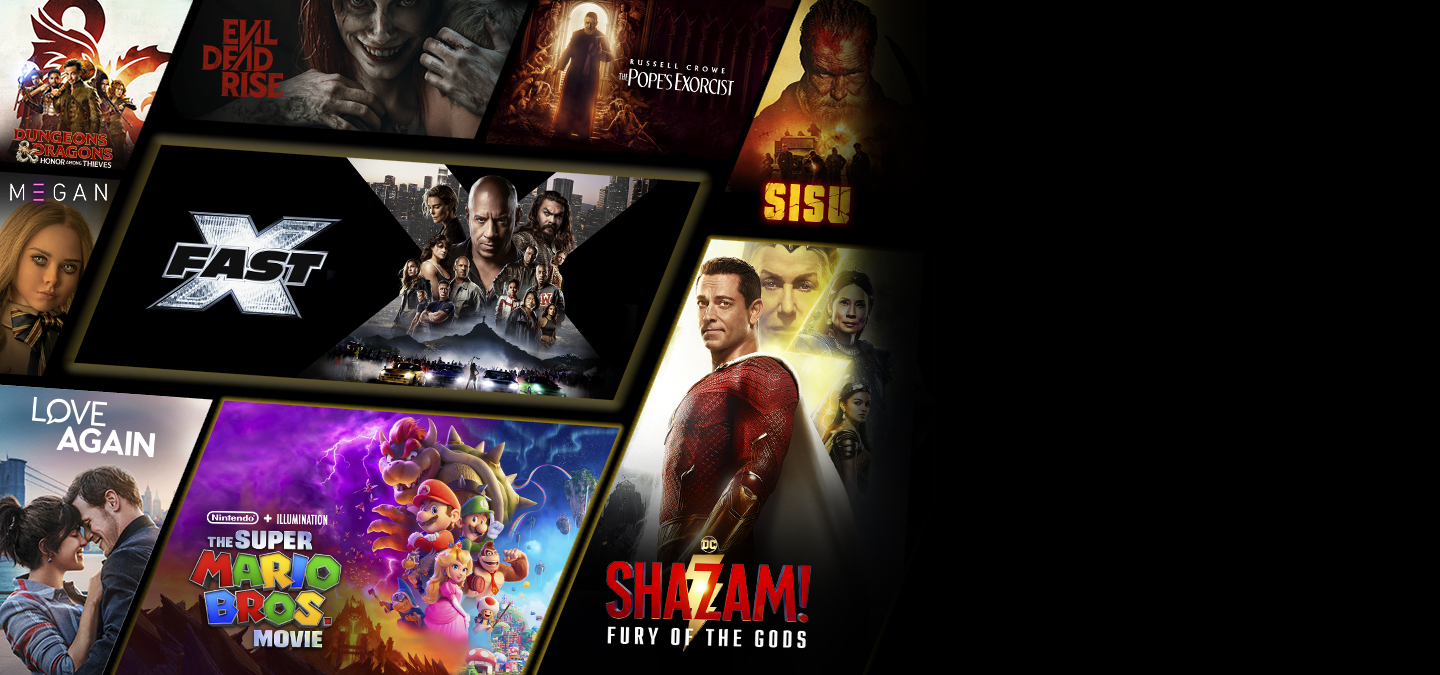 EVIL
DEAD
RISE
RUSSELL CROWE
THE POPE'S EXORCIST
DUNGEONS
& DRAGONS
HONOR AMONG THIEVES
SISU
MEGAN
FAST
X
LOVE
AGAIN
Nintendo + ILLUMINATION
THE SUPER
MARIO
BROS.
MOVIE
DC
SHAZAM!
FURY OF THE GODS